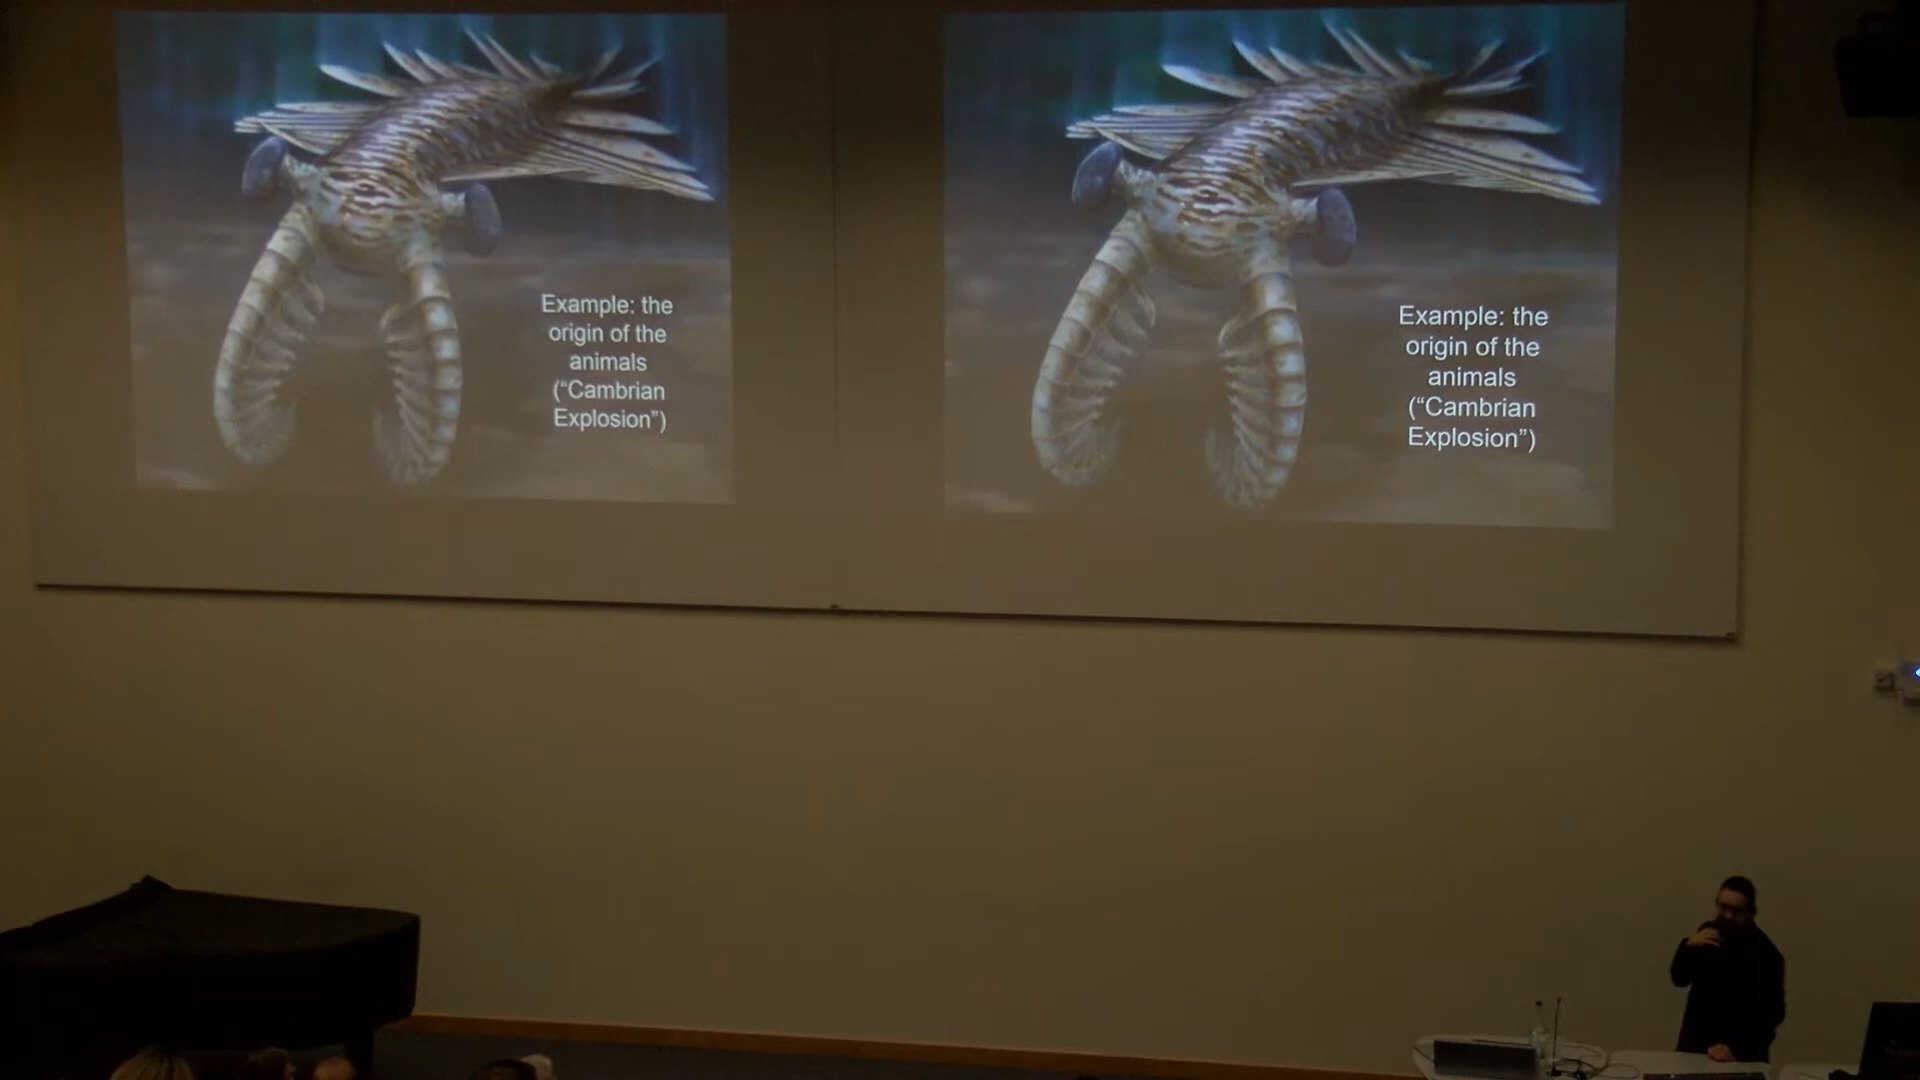 Example: the
origin of the
animals
(“Cambrian
Explosion”)
Example: the
origin of the
animals
(“Cambrian
Explosion”)